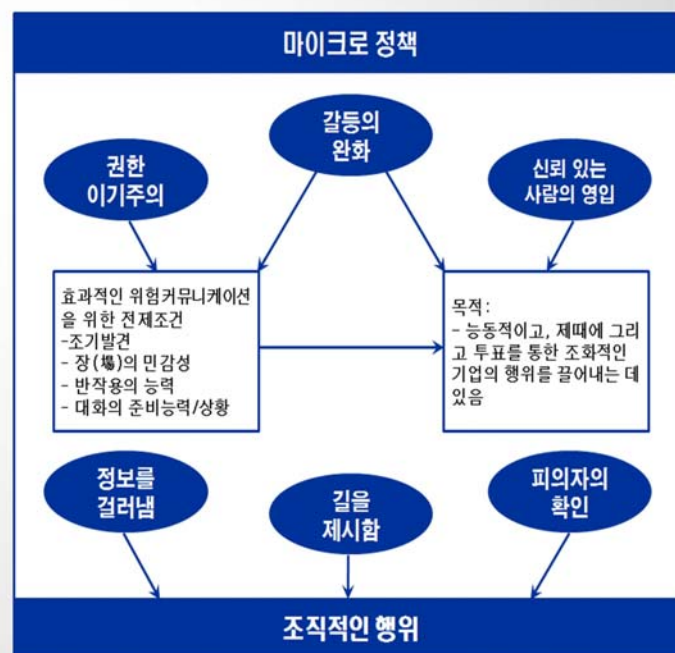 마이크로 정책
갈등의
완화
권한
이기주의
신뢰 있는
사람의 영입
효과적인 위험커뮤니케이션
을 위한 전제조건
-조기발견
- 장(場)의 민감성
- 반작용의 능력
- 대화의 준비능력/상황
목적:
- 능동적이고, 제때에 그리
고 투표를 통한 조화적인
기업의 행위를 끌어내는 데
있음
정보를
걸러냄
길을
제시함
피의자의
확인
조직적인 행위